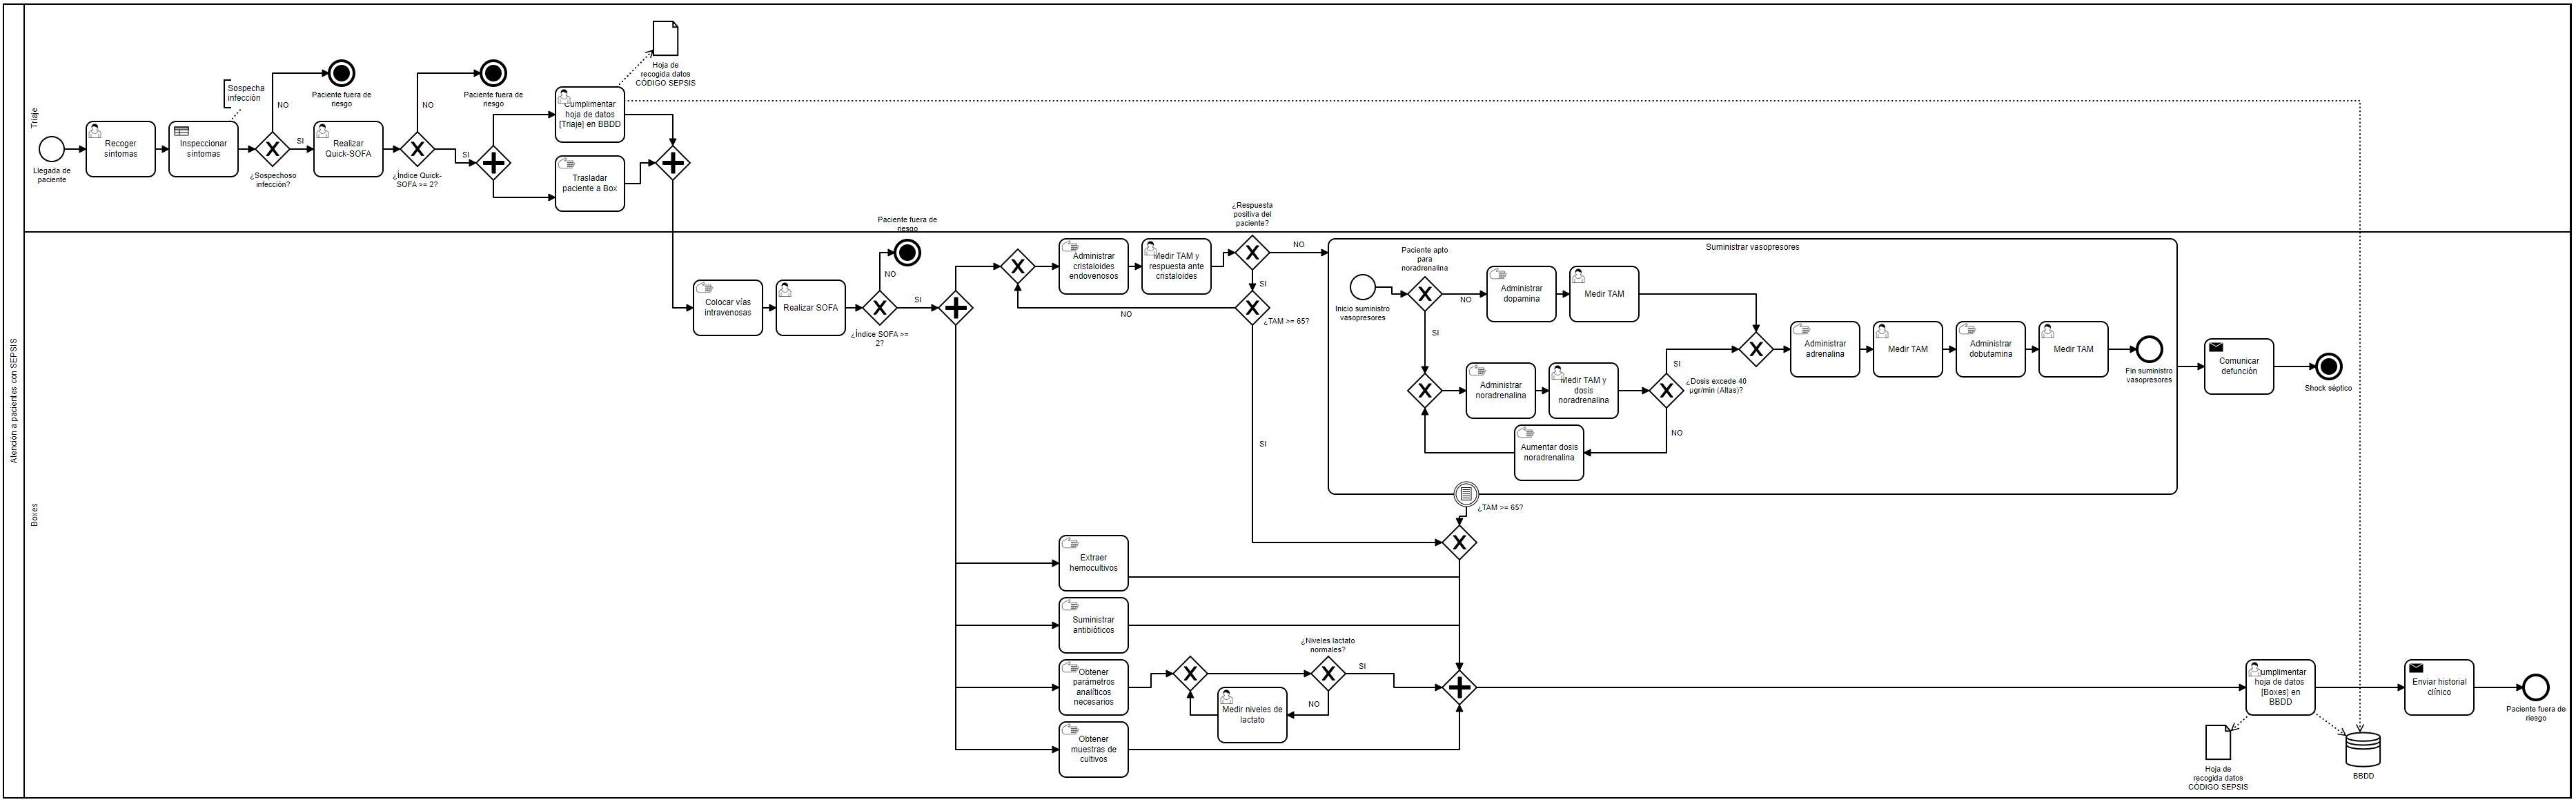 Atención a pacientes con SEPSIS
Triaje
Llegada de
paciente
Recoger
síntomas
Inspeccionar
síntomas
Sospecha
infección
¿Sospechoso
infección?
NO
SI
Paciente fuera de
riesgo
Realizar
Quick-SOFA
¿Índice Quick-
SOFA >= 2?
NO
SI
Paciente fuera de
riesgo
Cumplimentar
hoja de datos
[Triaje] en BBDD
Trasladar
paciente a Box
Hoja de
recogida datos
CÓDIGO SEPSIS
Boxes
Colocar vías
intravenosas
Realizar SOFA
¿Índice SOFA >=
2?
NO
SI
Paciente fuera de
riesgo
Administrar
cristaloides
endovenosos
Medir TAM y
respuesta ante
cristaloides
¿Respuesta
positiva del
paciente?
NO
SI
¿TAM >= 65?
NO
SI
Suministrar vasopresores
Inicio suministro
vasopresores
Paciente apto
para
noradrenalina
NO
SI
Administrar
dopamina
Medir TAM
Administrar
noradrenalina
Medir TAM y
dosis
noradrenalina
¿Dosis excede 40
µgr/min (Altas)?
SI
NO
Aumentar dosis
noradrenalina
Administrar
adrenalina
Medir TAM
Administrar
dobutamina
Medir TAM
Fin suministro
vasopresores
¿TAM >= 65?
Comunicar
defunción
Shock séptico
Extraer
hemocultivos
Suministrar
antibióticos
Obtener
parámetros
analíticos
necesarios
¿Niveles lactato
normales?
SI
NO
Medir niveles de
lactato
Obtener
muestras de
cultivos
Cumplimentar
hoja de datos
[Boxes] en
BBDD
Hoja de
recogida datos
CÓDIGO SEPSIS
BBDD
Enviar historial
clínico
Paciente fuera de
riesgo